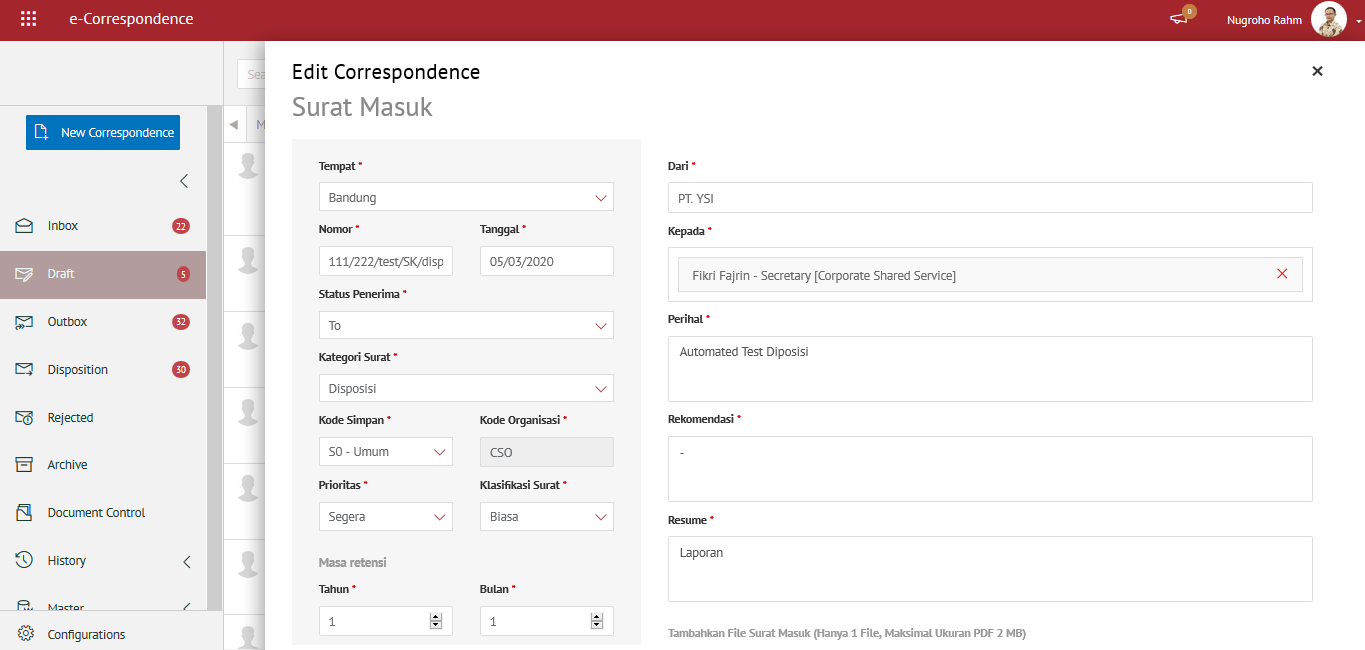 e-Correspondence
0
Nugroho Rahm
New Correspondence
Inbox 22
Draft 5
Outbox 32
Disposition 30
Rejected
Archive
Document Control
History
Master
Configurations
Sea
M
Edit Correspondence
Surat Masuk
Tempat *
Bandung
Nomor * Tanggal *
111/222/test/SK/disp 05/03/2020
Status Penerima *
To
Kategori Surat *
Disposisi
Kode Simpan * Kode Organisasi *
S0 - Umum CSO
Prioritas * Klasifikasi Surat *
Segera Biasa
Masa retensi
Tahun * Bulan *
1 1
Dari *
PT. YSI
Kepada *
Fikri Fajrin - Secretary [Corporate Shared Service]
Perihal *
Automated Test Diposisi
Rekomendasi *
-
Resume *
Laporan
Tambahkan File Surat Masuk (Hanya 1 File, Maksimal Ukuran PDF 2 MB)